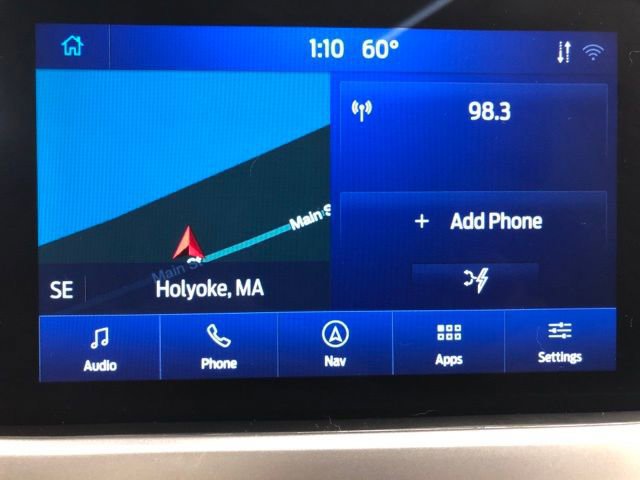 1:10 60°
98.3
Main S
+ Add Phone
Main St
St
SE
Holyoke, MA
Audio
Phone
Nav
Apps
Settings